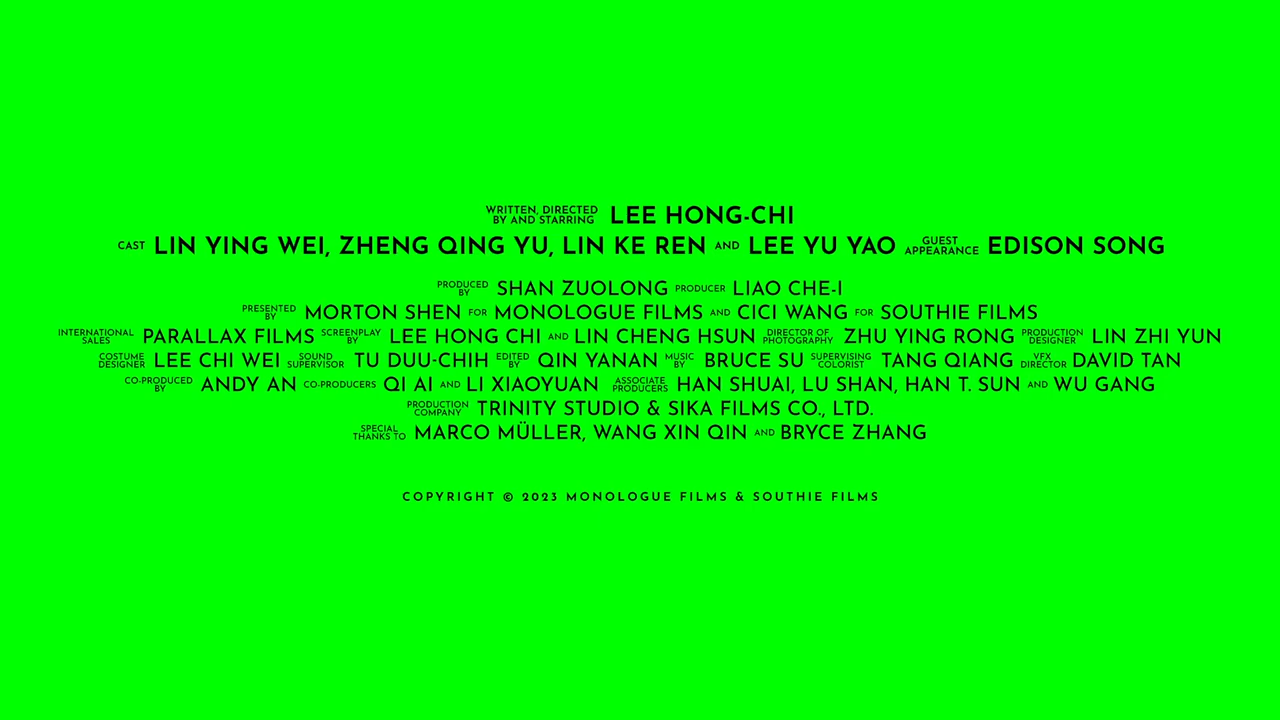 WRITTEN, DIRECTED BY AND STARRING LEE HONG-CHI
CAST LIN YING WEI, ZHENG QING YU, LIN KE REN AND LEE YU YAO GUEST APPEARANCE EDISON SONG
PRODUCED BY SHAN ZUOLONG PRODUCER LIAO CHE-I
PRESENTED BY MORTON SHEN FOR MONOLOGUE FILMS AND CICI WANG FOR SOUTHIE FILMS
INTERNATIONAL SALES PARALLAX FILMS SCREENPLAY BY LEE HONG CHI AND LIN CHENG HSUN DIRECTOR OF PHOTOGRAPHY ZHU YING RONG PRODUCTION DESIGNER LIN ZHI YUN
COSTUME DESIGNER LEE CHI WEI SOUND SUPERVISOR TU DUU-CHIH EDITED BY QIN YANAN MUSIC BY BRUCE SU SUPERVISING COLORIST TANG QIANG VFX DIRECTOR DAVID TAN
CO-PRODUCED BY ANDY AN CO-PRODUCERS QI AI AND LI XIAOYUAN ASSOCIATE PRODUCERS HAN SHUAI, LU SHAN, HAN T. SUN AND WU GANG
PRODUCTION COMPANY TRINITY STUDIO & SIKA FILMS CO., LTD.
SPECIAL THANKS TO MARCO MÜLLER, WANG XIN QIN AND BRYCE ZHANG
COPYRIGHT © 2023 MONOLOGUE FILMS & SOUTHIE FILMS